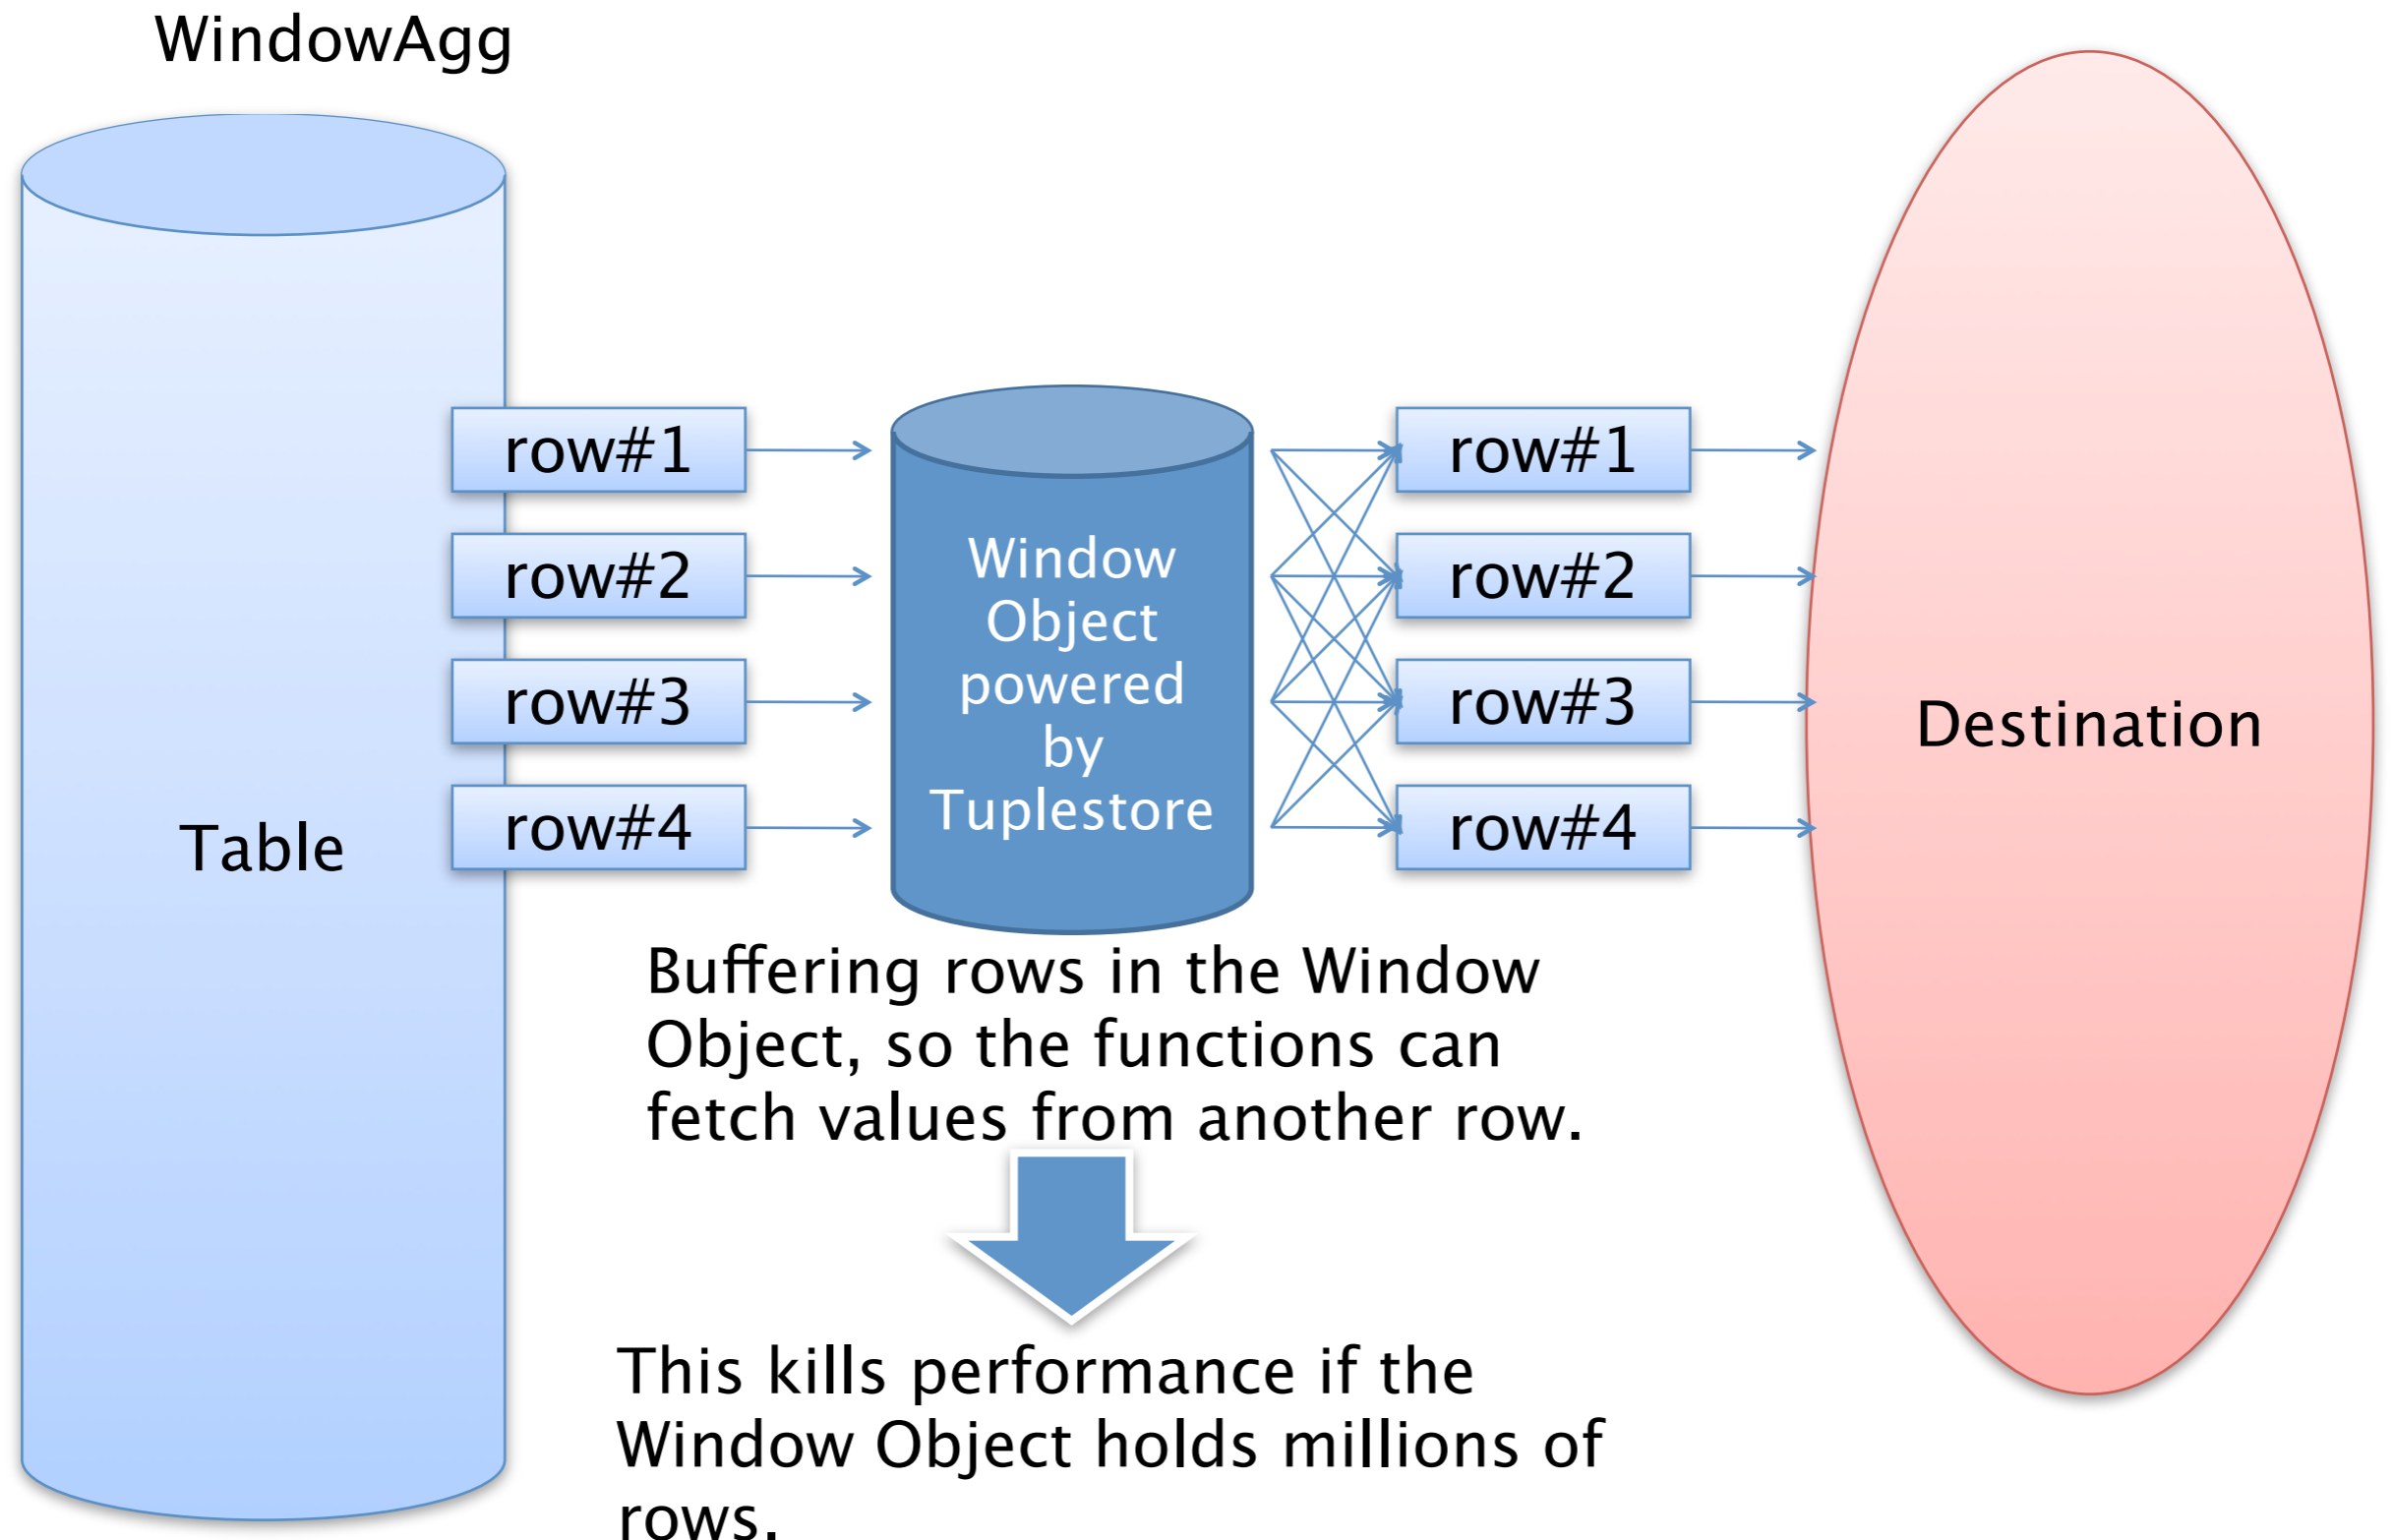 WindowAgg
Table
row#1
row#2
row#3
row#4
Window
Object
powered
by
Tuplestore
row#1
row#2
row#3
row#4
Destination
Buffering rows in the Window
Object, so the functions can
fetch values from another row.
This kills performance if the
Window Object holds millions of
rows.